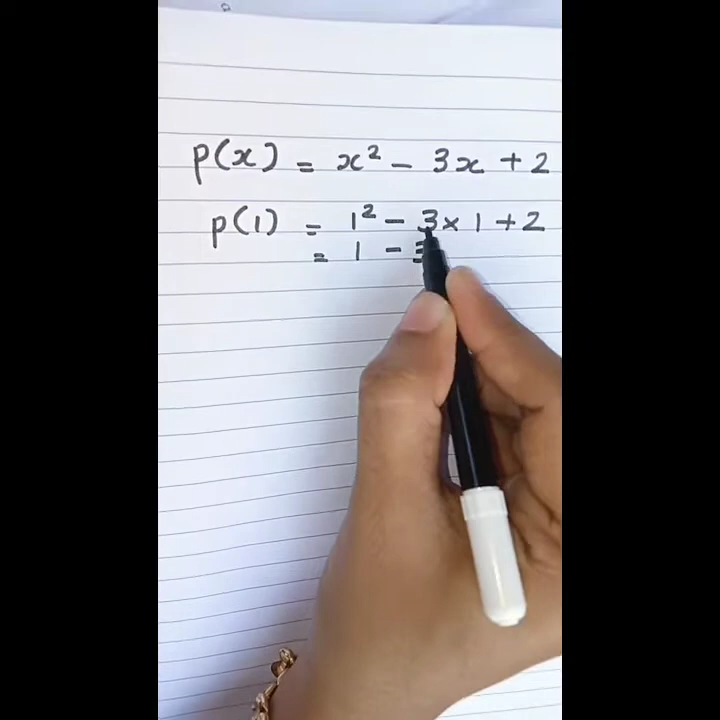 p(x) = x² - 3x + 2
p(1) = 1² - 3 x 1 + 2
= 1 - 3